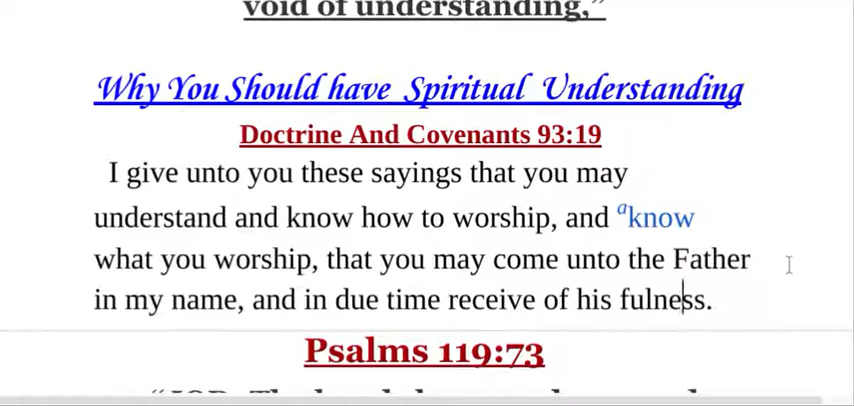 void of understanding,”
Why You Should have Spiritual Understanding
Doctrine And Covenants 93:19
I give unto you these sayings that you may
understand and know how to worship, and aknow
what you worship, that you may come unto the Father
in my name, and in due time receive of his fulness.
Psalms 119:73